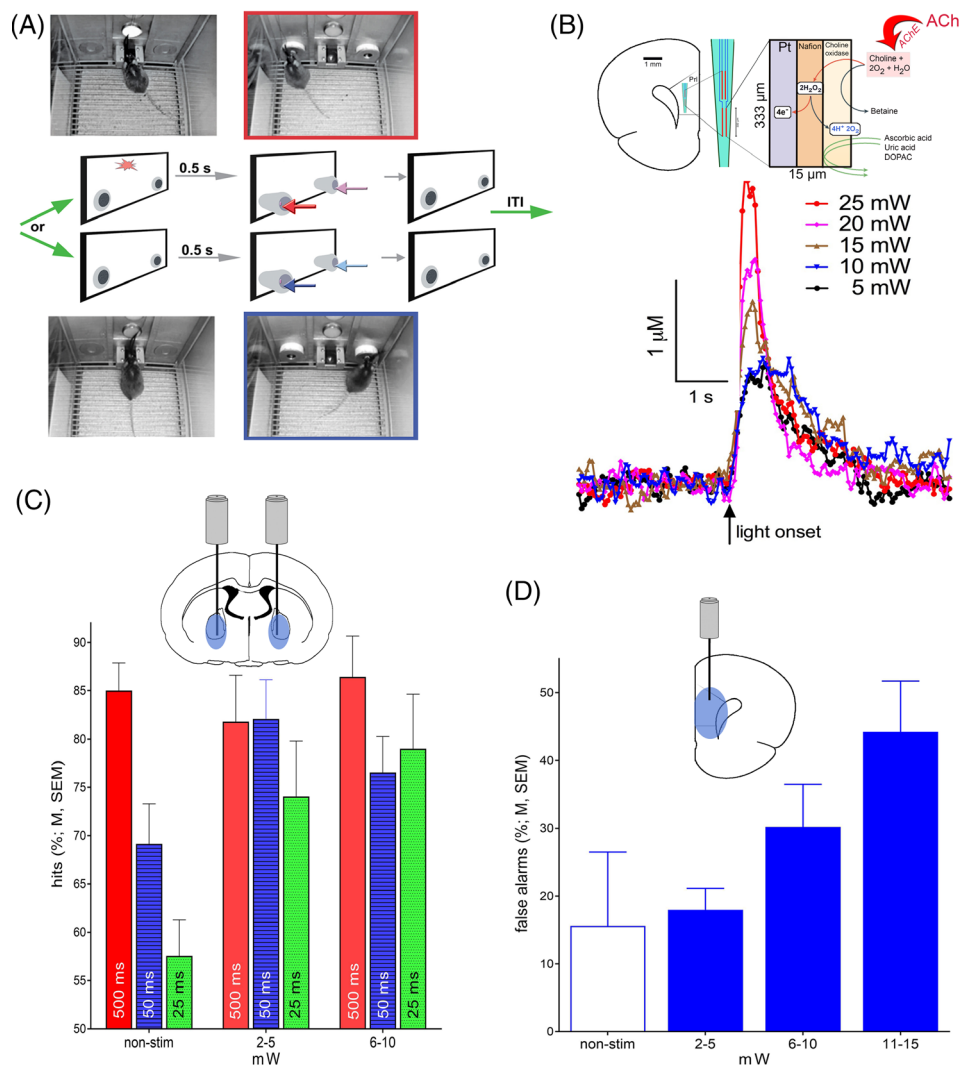 (A)
or
0.5 s
0.5 s
ITI
(B)
1 mm
Prl
333 µm
Pt
Nafion
Choline
oxidase
AChE
ACh
Choline +
2O₂ + H₂O
2H₂O₂
4e⁻
4H⁺ 2O₂
Betaine
Ascorbic acid
Uric acid
DOPAC
15 µm
25 mW
20 mW
15 mW
10 mW
5 mW
1 µM
1 s
light onset
(C)
hits (%; M, SEM)
90
85
80
75
70
65
60
55
50
500 ms
50 ms
25 ms
500 ms
50 ms
25 ms
500 ms
50 ms
25 ms
non-stim
2-5
6-10
mW
(D)
false alarms (%; M, SEM)
50
40
30
20
10
0
non-stim
2-5
6-10
11-15
mW